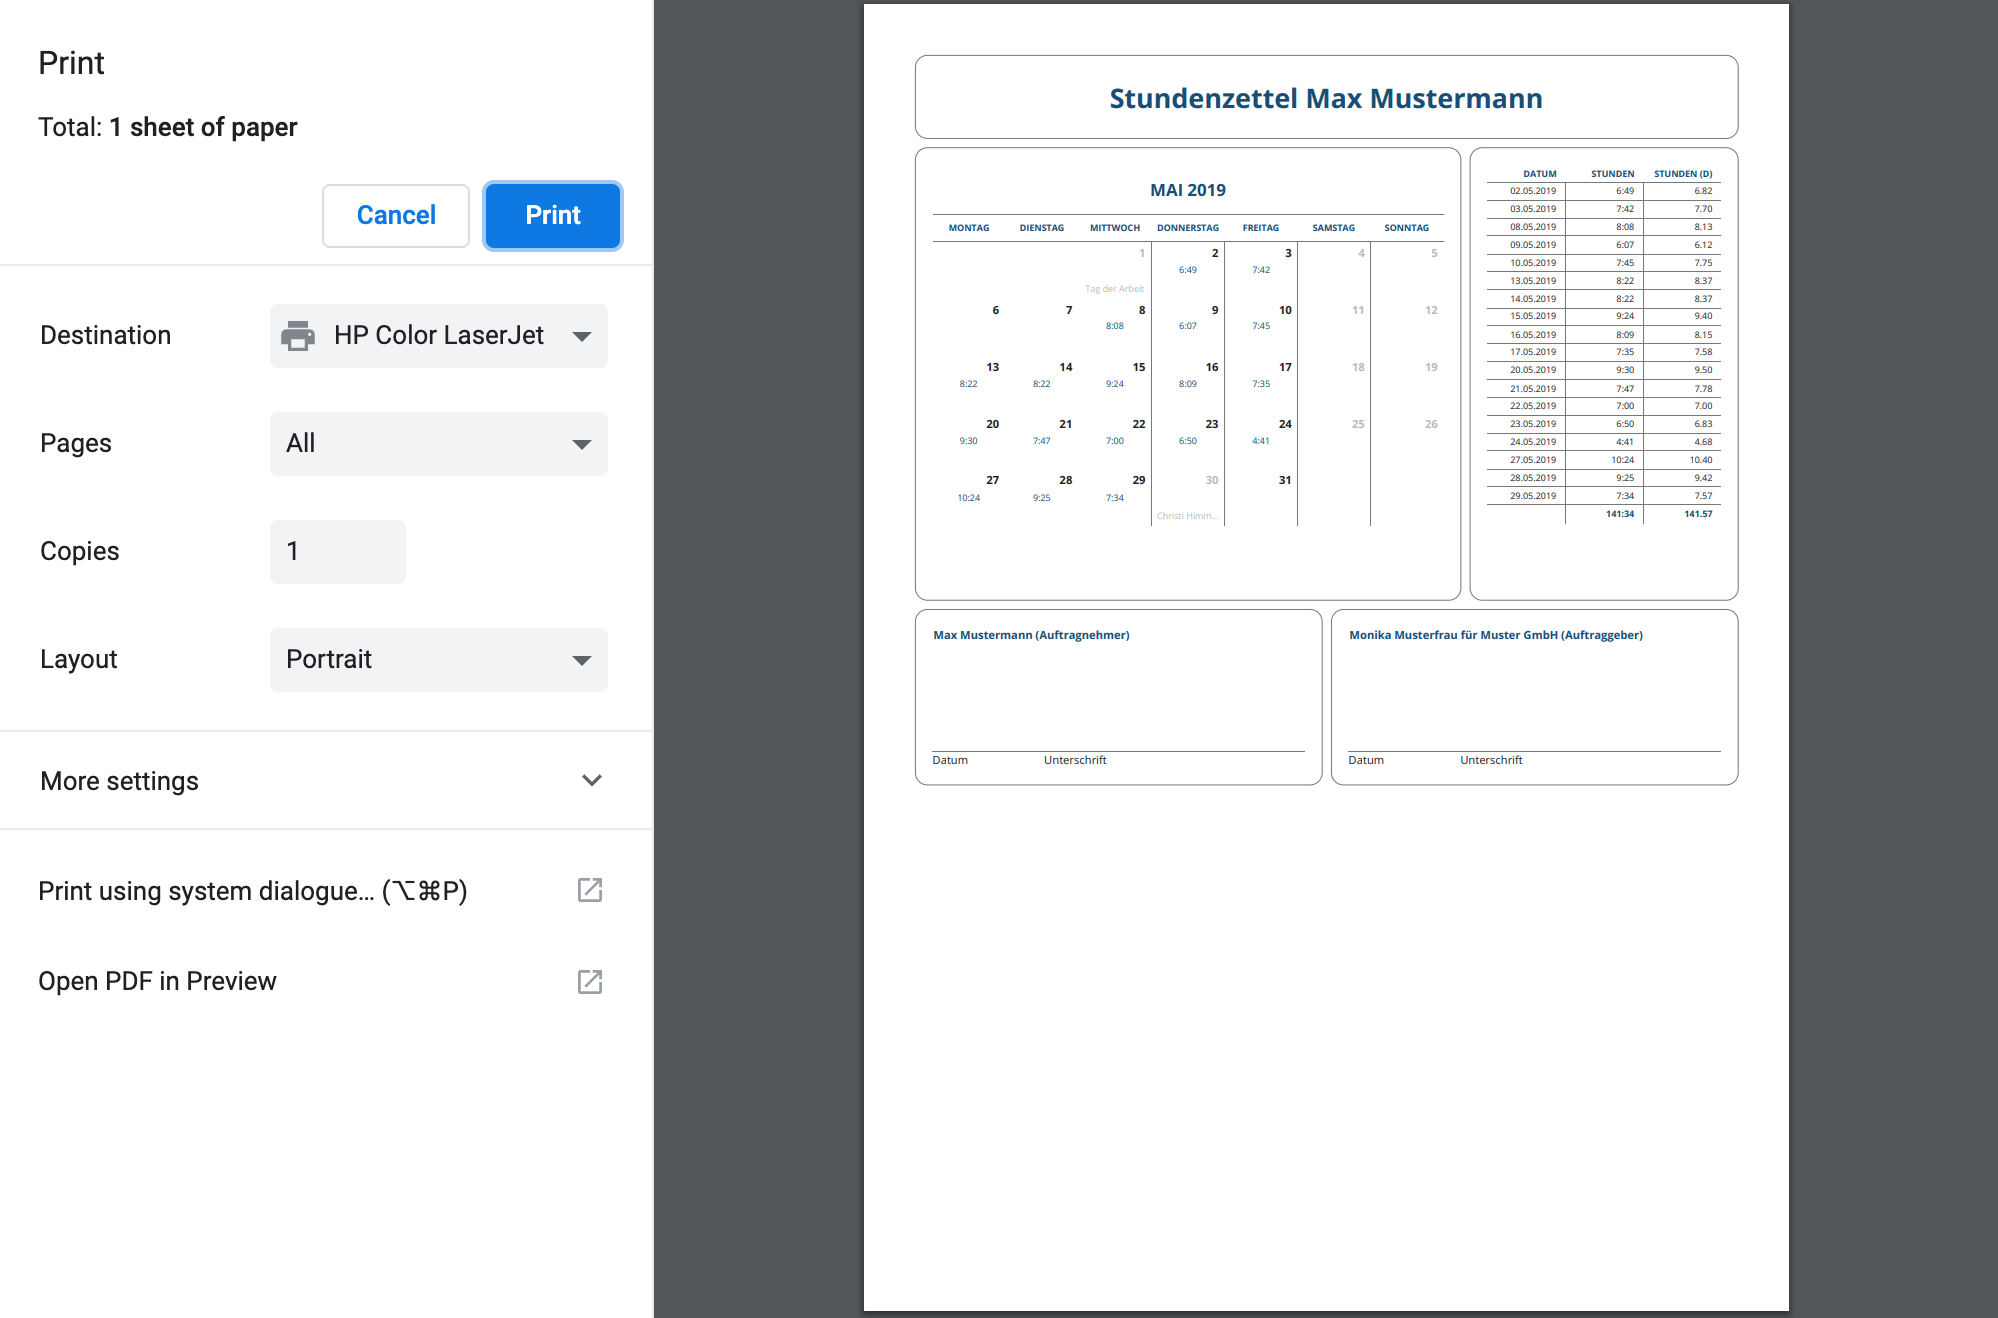 Print
Total: 1 sheet of paper
Cancel Print
Destination HP Color LaserJet
Pages All
Copies 1
Layout Portrait
More settings
Print using system dialogue... (⌥⌘P)
Open PDF in Preview
Stundenzettel Max Mustermann
MAI 2019
MONTAG DIENSTAG MITTWOCH DONNERSTAG FREITAG SAMSTAG SONNTAG
1 2 3 4 5
6:49 7:42
Tag der Arbeit
6 7 8 9 10 11 12
8:08 6:07 7:45
13 14 15 16 17 18 19
8:22 8:22 9:24 8:09 7:35
20 21 22 23 24 25 26
9:30 7:47 7:00 6:50 4:41
27 28 29 30 31
10:24 9:25 7:34
Christi Himm...
DATUM STUNDEN STUNDEN (D)
02.05.2019 6:49 6.82
03.05.2019 7:42 7.70
08.05.2019 8:08 8.13
09.05.2019 6:07 6.12
10.05.2019 7:45 7.75
13.05.2019 8:22 8.37
14.05.2019 8:22 8.37
15.05.2019 9:24 9.40
16.05.2019 8:09 8.15
17.05.2019 7:35 7.58
20.05.2019 9:30 9.50
21.05.2019 7:47 7.78
22.05.2019 7:00 7.00
23.05.2019 6:50 6.83
24.05.2019 4:41 4.68
27.05.2019 10:24 10.40
28.05.2019 9:25 9.42
29.05.2019 7:34 7.57
141:34 141.57
Max Mustermann (Auftragnehmer)
Datum Unterschrift
Monika Musterfrau für Muster GmbH (Auftraggeber)
Datum Unterschrift